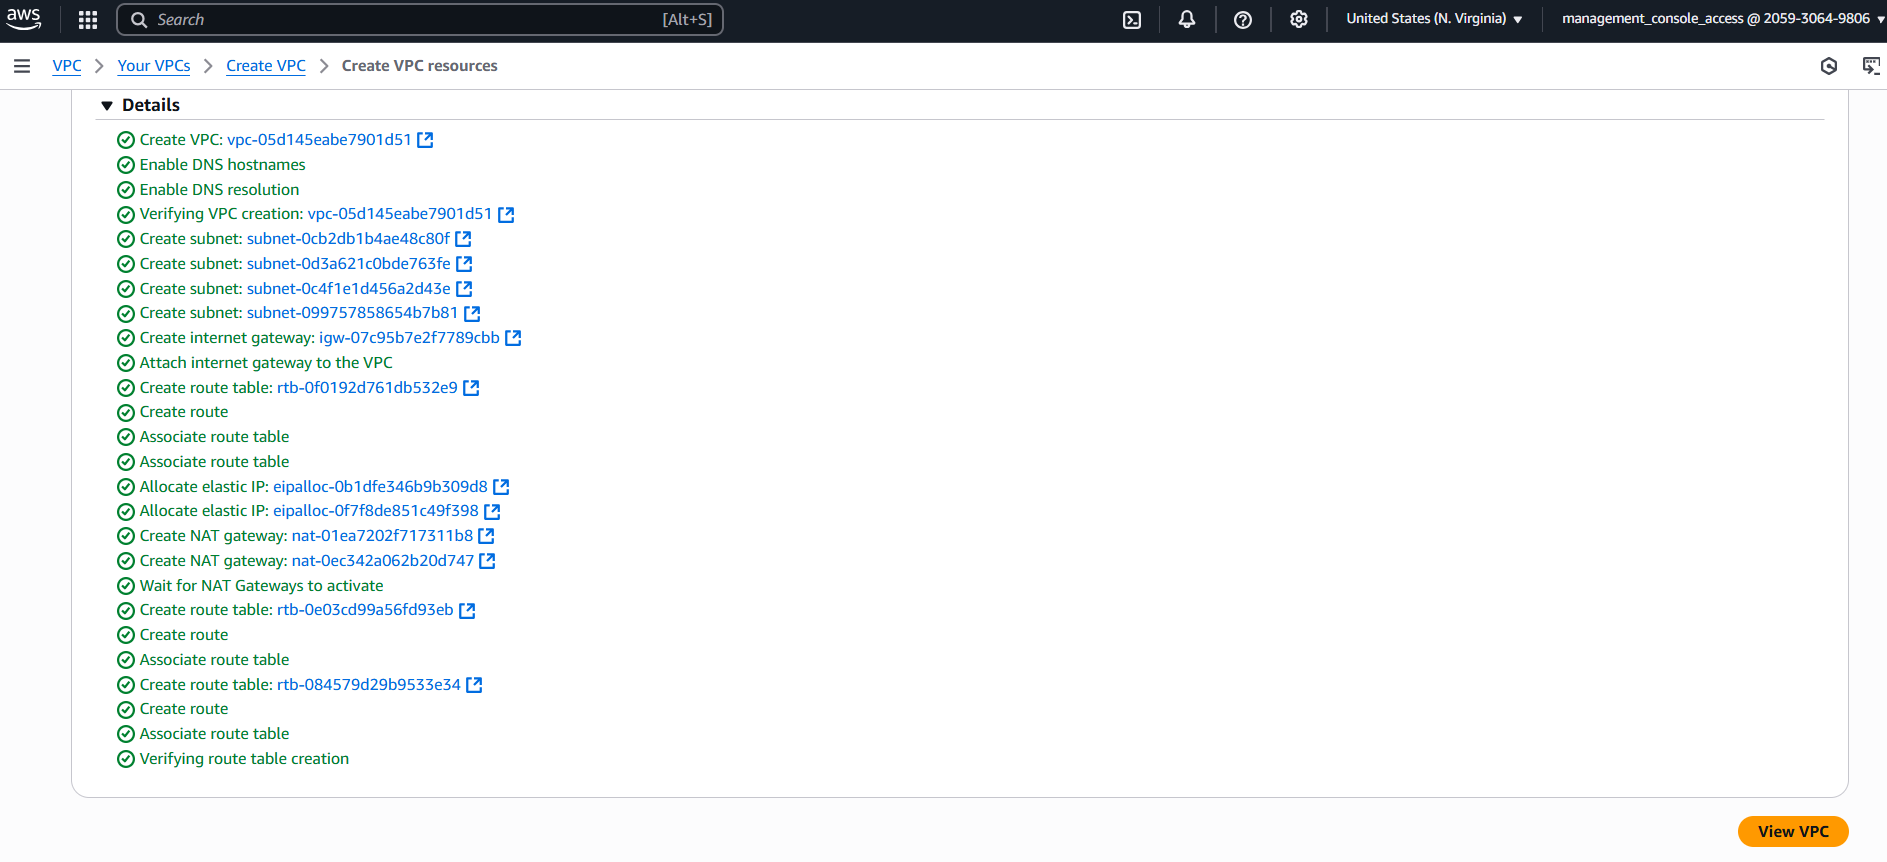 aws
Search [Alt+S]
United States (N. Virginia)
management_console_access @ 2059-3064-9806
VPC
Your VPCs
Create VPC
Create VPC resources
Details
Create VPC: vpc-05d145eabe7901d51
Enable DNS hostnames
Enable DNS resolution
Verifying VPC creation: vpc-05d145eabe7901d51
Create subnet: subnet-0cb2db1b4ae48c80f
Create subnet: subnet-0d3a621c0bde763fe
Create subnet: subnet-0c4f1e1d456a2d43e
Create subnet: subnet-099757858654b7b81
Create internet gateway: igw-07c95b7e2f7789cbb
Attach internet gateway to the VPC
Create route table: rtb-0f0192d761db532e9
Create route
Associate route table
Associate route table
Allocate elastic IP: eipalloc-0b1dfe346b9b309d8
Allocate elastic IP: eipalloc-0f7f8de851c49f398
Create NAT gateway: nat-01ea7202f717311b8
Create NAT gateway: nat-0ec342a062b20d747
Wait for NAT Gateways to activate
Create route table: rtb-0e03cd99a56fd93eb
Create route
Associate route table
Create route table: rtb-084579d29b9533e34
Create route
Associate route table
Verifying route table creation
View VPC